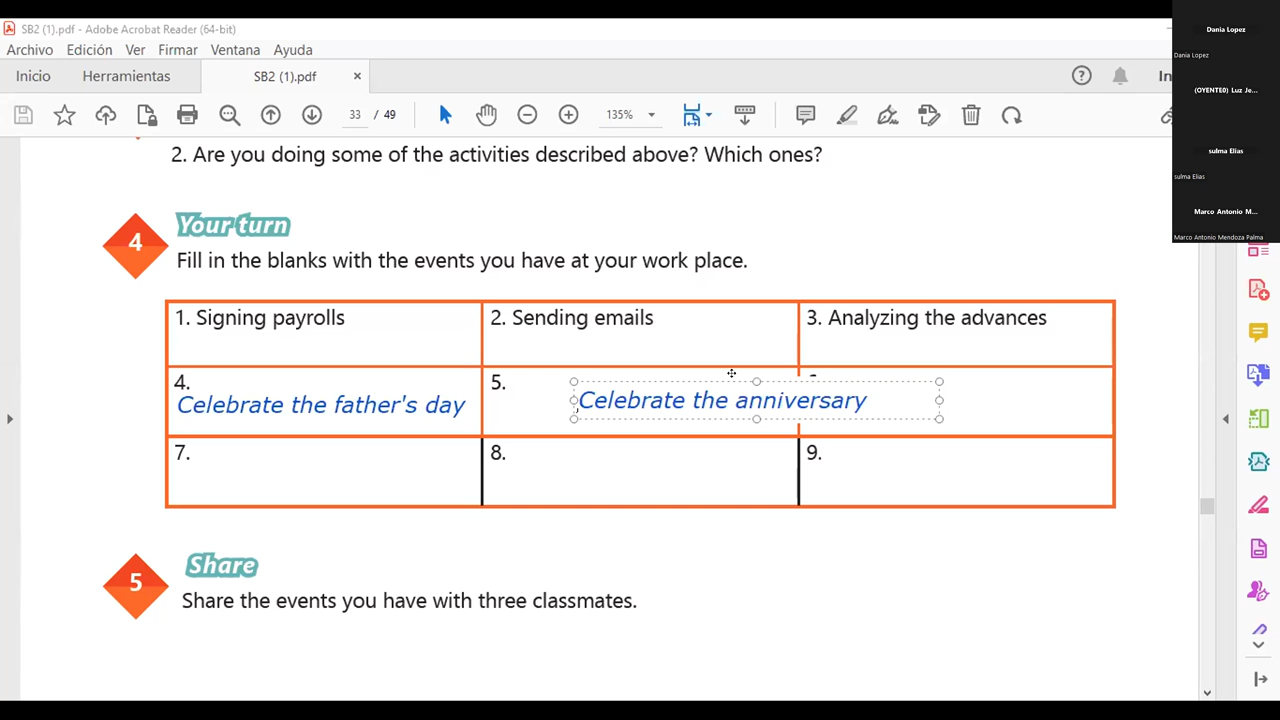 SB2 (1).pdf - Adobe Acrobat Reader (64-bit)
Archivo Edición Ver Firmar Ventana Ayuda
Inicio Herramientas SB2 (1).pdf × In
33 / 49 135%
2. Are you doing some of the activities described above? Which ones?
4 Your turn
Fill in the blanks with the events you have at your work place.
1. Signing payrolls 2. Sending emails 3. Analyzing the advances
4. 5.
Celebrate the father's day Celebrate the anniversary
7. 8. 9.
5 Share
Share the events you have with three classmates.
Dania Lopez
Dania Lopez
(OYENTE0) Luz Je...
sulma Elias
sulma Elias
Marco Antonio M...
Marco Antonio Mendoza Palma